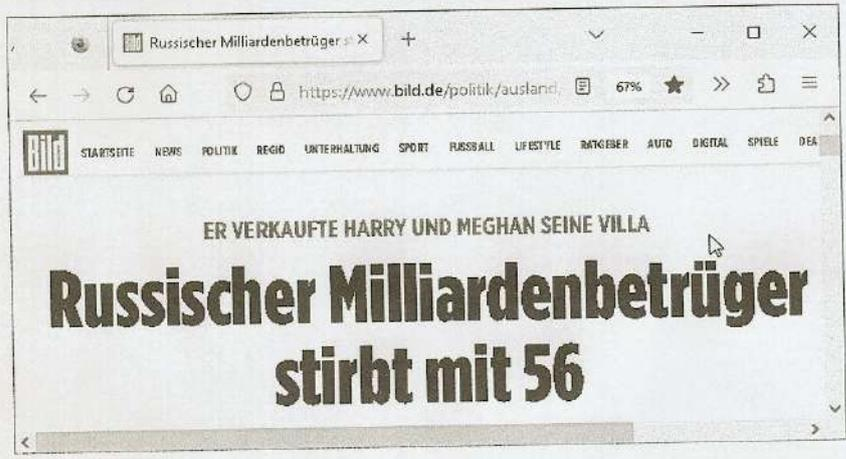 Russischer Milliardenbetrüger
https://www.bild.de/politik/ausland,
67%
Bild
STARTSEITE NEWS POLITIK REGIO UNTERHALTUNG SPORT FUSSBALL LIFESTYLE RATGEBER AUTO DIGITAL SPIELE DEA
ER VERKAUFTE HARRY UND MEGHAN SEINE VILLA
Russischer Milliardenbetrüger
stirbt mit 56